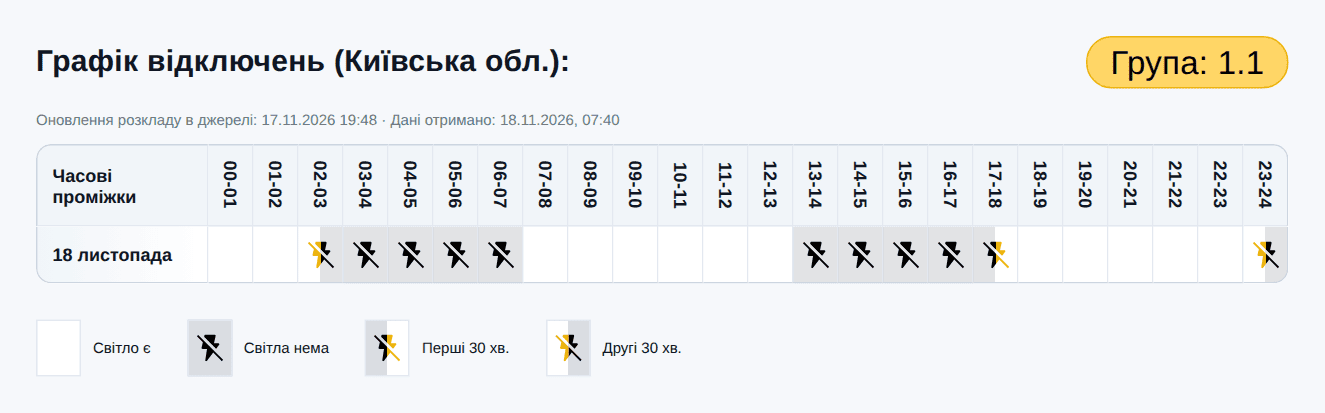 Графік відключень (Київська обл.):
Група: 1.1
Оновлення розкладу в джерелі: 17.11.2026 19:48 · Дані отримано: 18.11.2026, 07:40
Часові
проміжки
00-01
01-02
02-03
03-04
04-05
05-06
06-07
07-08
08-09
09-10
10-11
11-12
12-13
13-14
14-15
15-16
16-17
17-18
18-19
19-20
20-21
21-22
22-23
23-24
18 листопада
Світло є
Світла нема
Перші 30 хв.
Другі 30 хв.